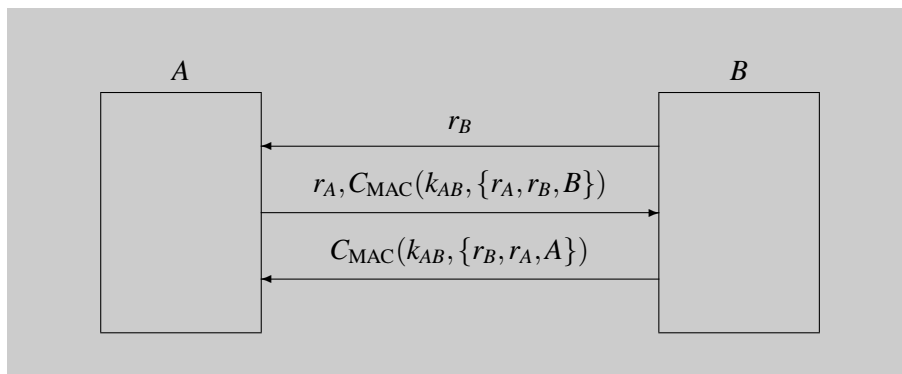 A B
r_B
r_A, C_MAC(k_AB, {r_A, r_B, B})
C_MAC(k_AB, {r_B, r_A, A})